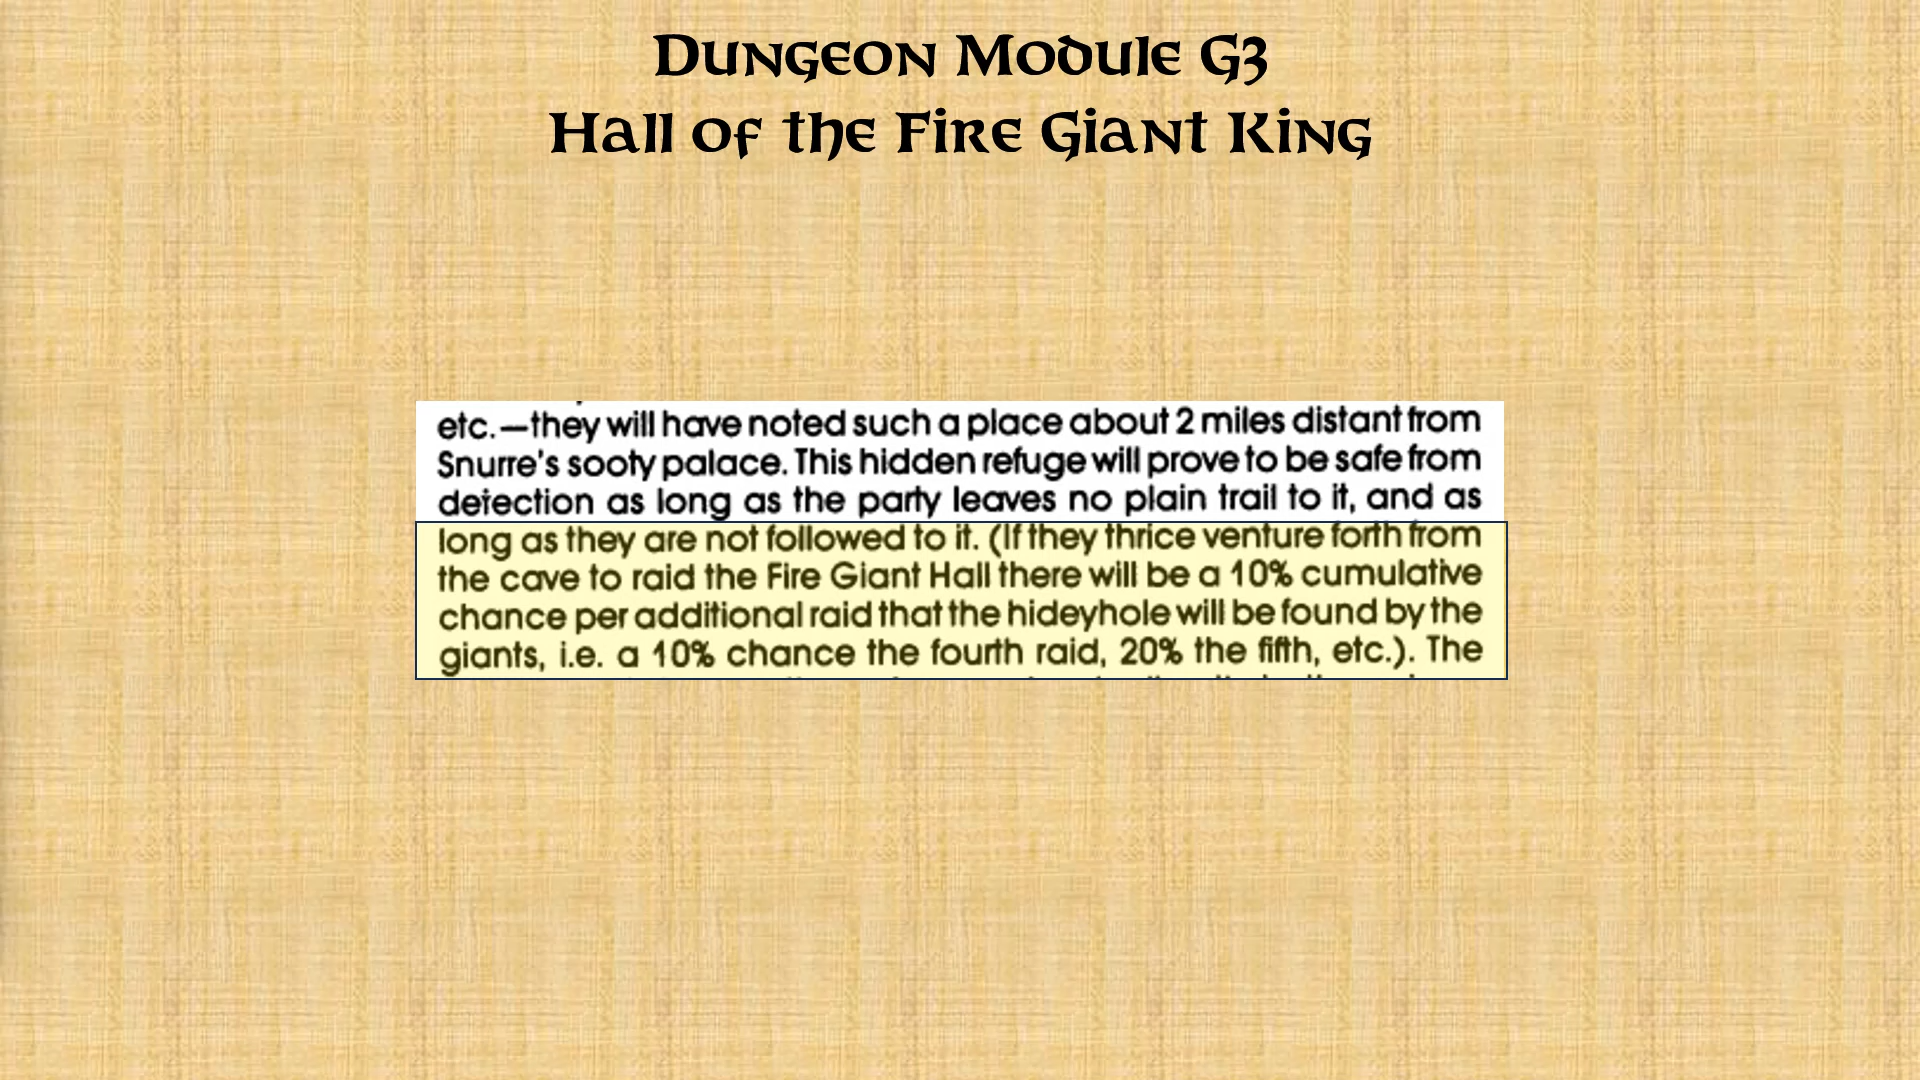 Dungeon Module G3
Hall of the Fire Giant King
etc.—they will have noted such a place about 2 miles distant from
Snurre's sooty palace. This hidden refuge will prove to be safe from
detection as long as the party leaves no plain trail to it, and as
long as they are not followed to it. (If they thrice venture forth from
the cave to raid the Fire Giant Hall there will be a 10% cumulative
chance per additional raid that the hideyhole will be found by the
giants, i.e. a 10% chance the fourth raid, 20% the fifth, etc.). The